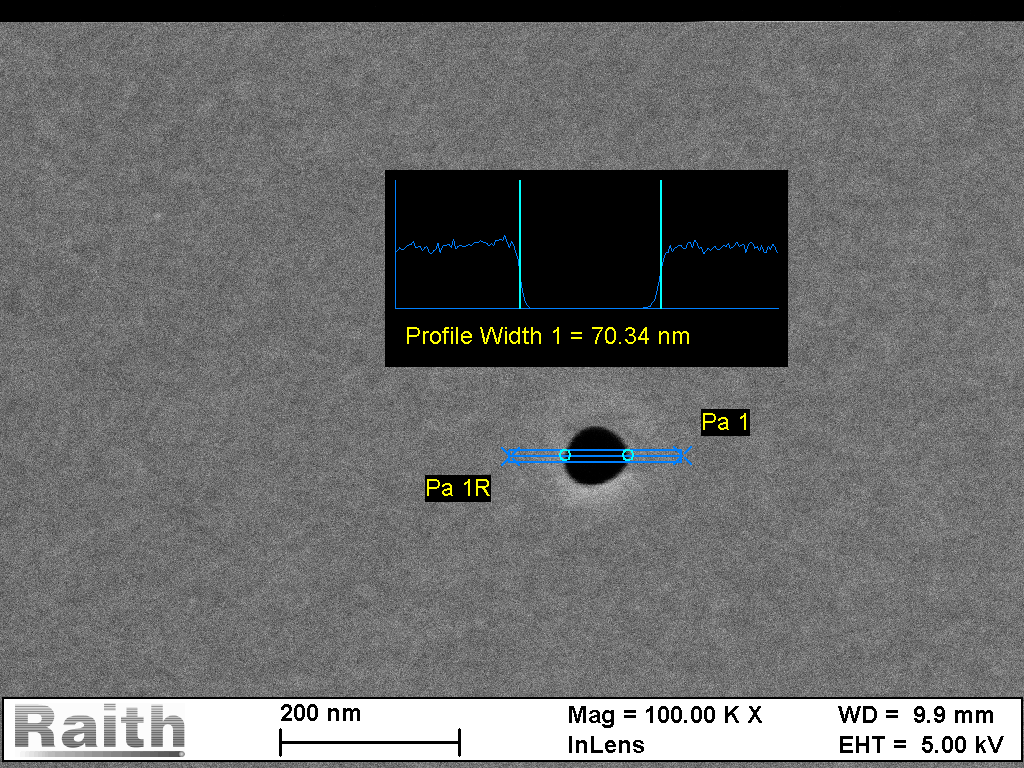 Profile Width 1 = 70.34 nm
Pa 1
Pa 1R
Raith
200 nm
Mag = 100.00 K X
InLens
WD = 9.9 mm
EHT = 5.00 kV